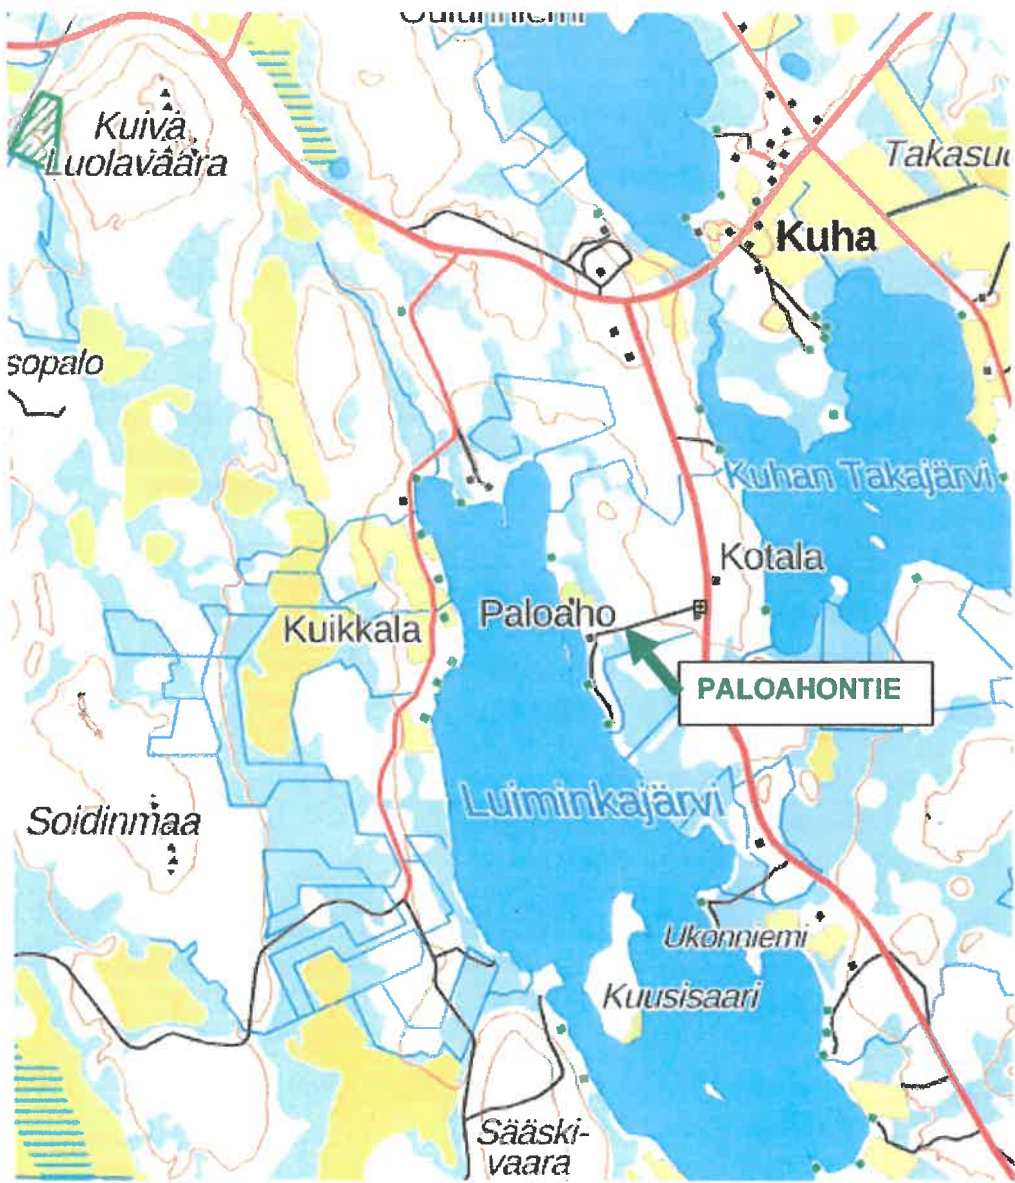 Kuiva
Luolavaara
Takasuo
Kuha
sopalo
Kuhan Takajärvi
Kotala
Paloaho
Kuikkala
PALOAHONTIE
Luiminkajärvi
Soidinmaa
Ukonniemi
Kuusisaari
Sääski-
vaara